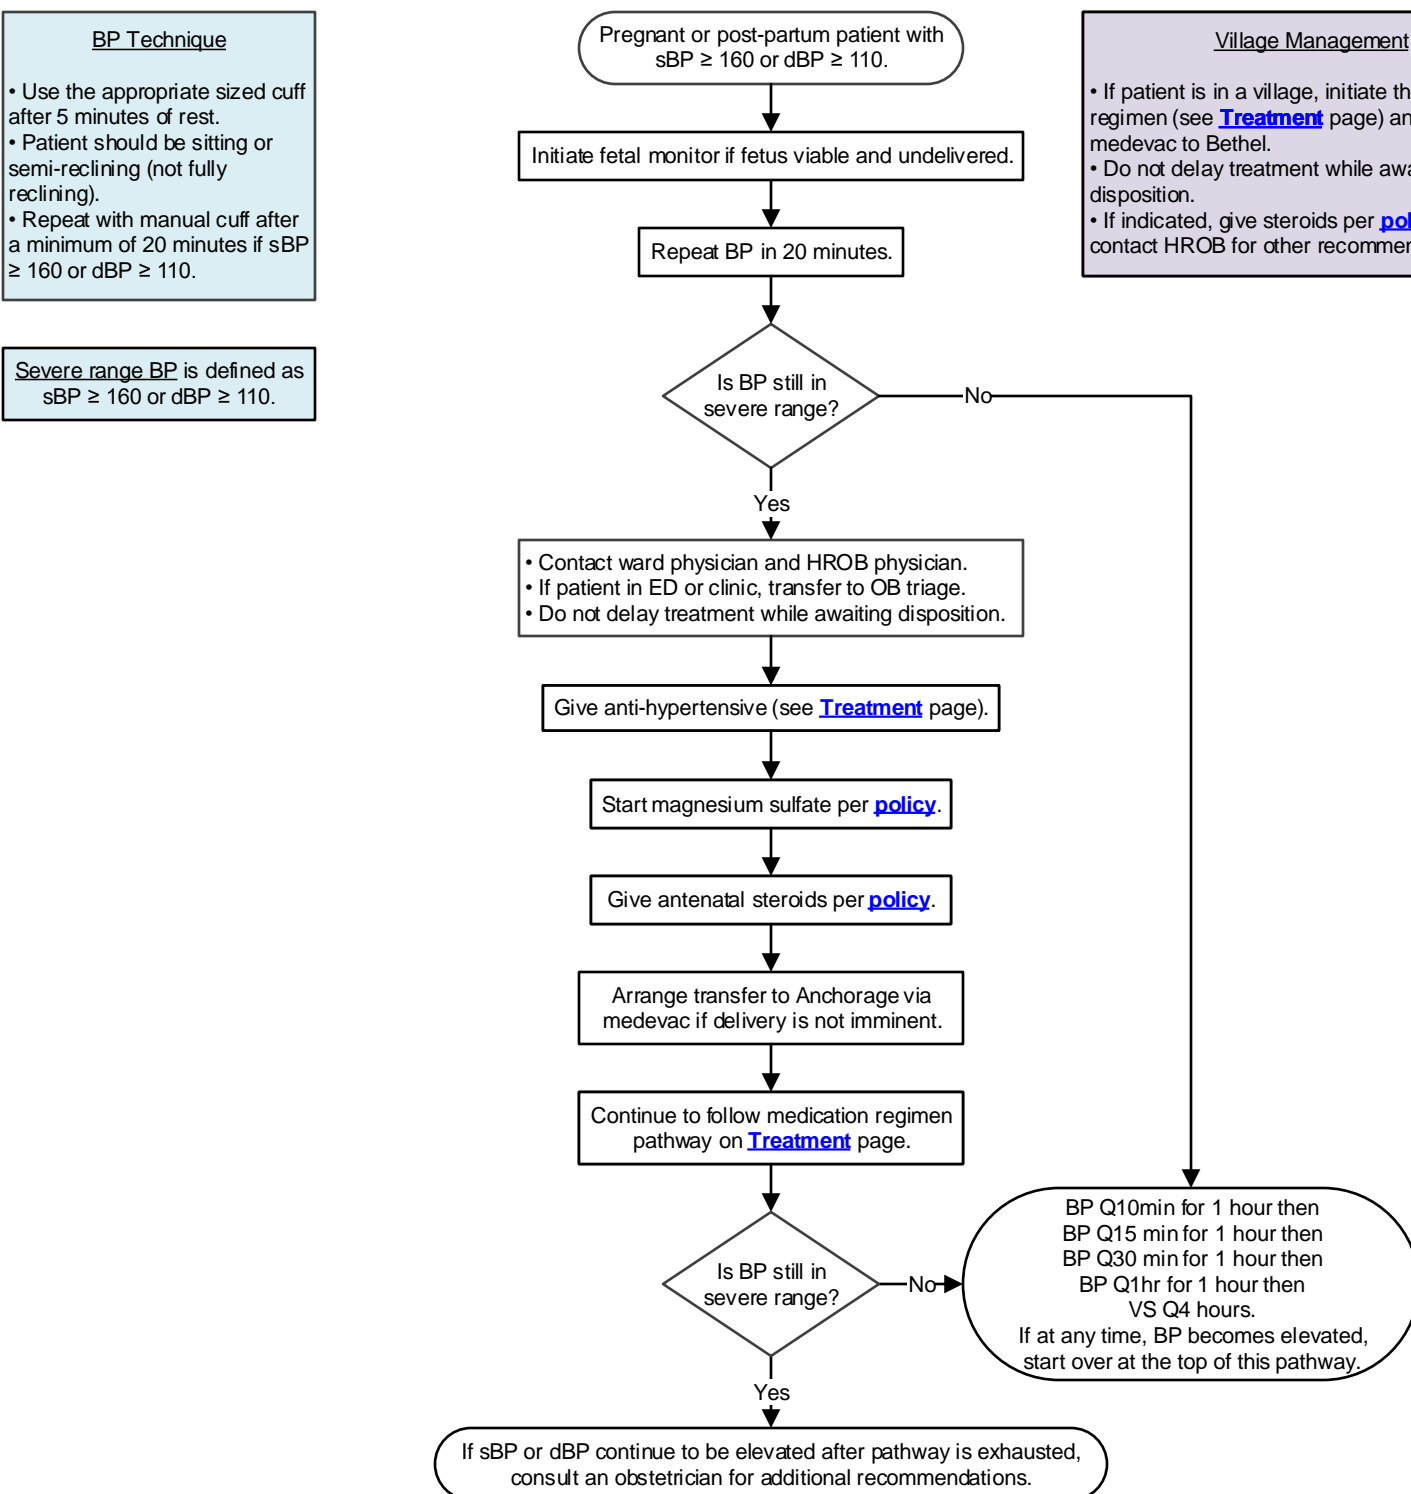 BP Technique
• Use the appropriate sized cuff
after 5 minutes of rest.
• Patient should be sitting or
semi-reclining (not fully
reclining).
• Repeat with manual cuff after
a minimum of 20 minutes if sBP
≥ 160 or dBP ≥ 110.
Severe range BP is defined as
sBP ≥ 160 or dBP ≥ 110.
Pregnant or post-partum patient with
sBP ≥ 160 or dBP ≥ 110.
Initiate fetal monitor if fetus viable and undelivered.
Repeat BP in 20 minutes.
Is BP still in
severe range?
No
Yes
• Contact ward physician and HROB physician.
• If patient in ED or clinic, transfer to OB triage.
• Do not delay treatment while awaiting disposition.
Give anti-hypertensive (see Treatment page).
Start magnesium sulfate per policy.
Give antenatal steroids per policy.
Arrange transfer to Anchorage via
medevac if delivery is not imminent.
Continue to follow medication regimen
pathway on Treatment page.
Is BP still in
severe range?
No
Yes
If sBP or dBP continue to be elevated after pathway is exhausted,
consult an obstetrician for additional recommendations.
BP Q10min for 1 hour then
BP Q15 min for 1 hour then
BP Q30 min for 1 hour then
BP Q1hr for 1 hour then
VS Q4 hours.
If at any time, BP becomes elevated,
start over at the top of this pathway.
Village Management
• If patient is in a village, initiate
regimen (see Treatment page)
medevac to Bethel.
• Do not delay treatment while
disposition.
• If indicated, give steroids per
contact HROB for other